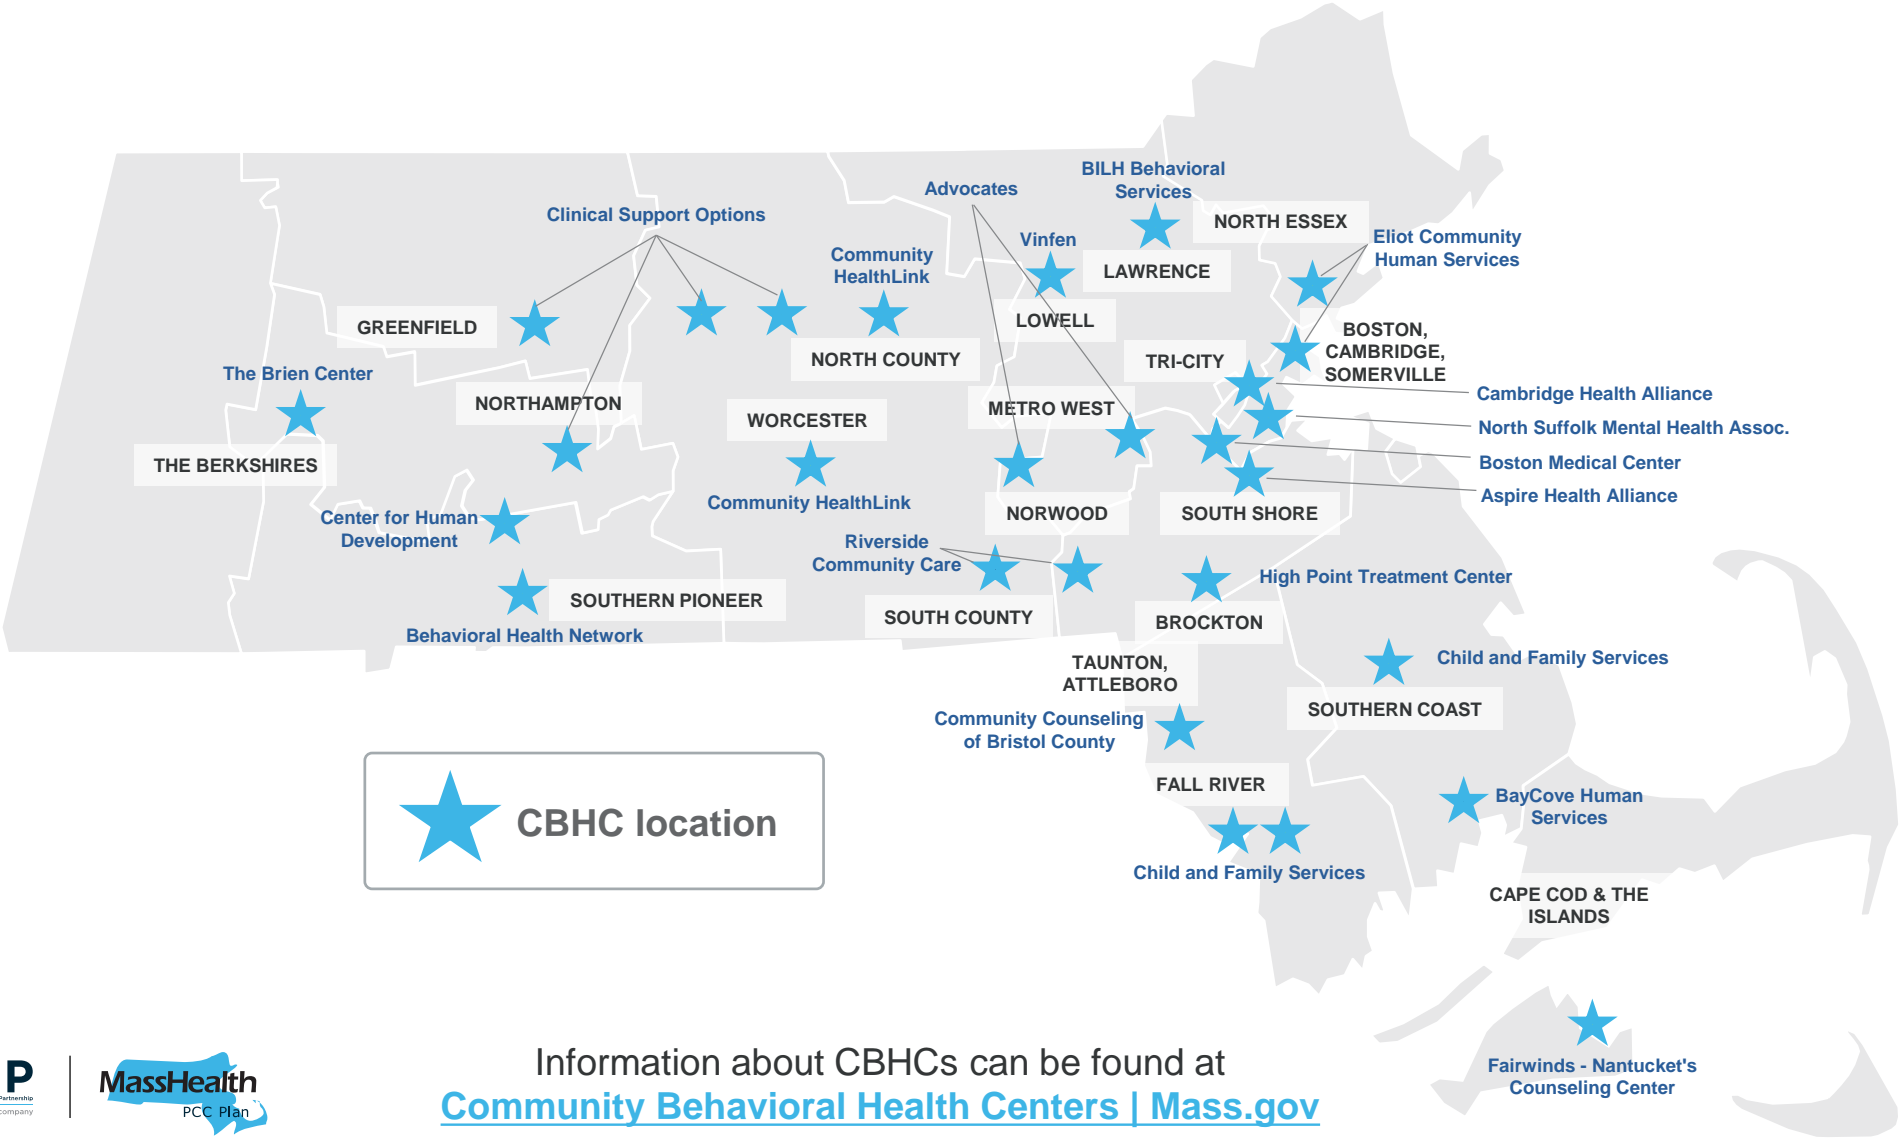 BILH Behavioral
Services
Advocates
Clinical Support Options
NORTH ESSEX
Vinfen
Eliot Community
Human Services
Community
HealthLink
LAWRENCE
GREENFIELD
LOWELL
BOSTON,
CAMBRIDGE,
SOMERVILLE
NORTH COUNTY
TRI-CITY
The Brien Center
Cambridge Health Alliance
NORTHAMPTON
METRO WEST
WORCESTER
North Suffolk Mental Health Assoc.
THE BERKSHIRES
Boston Medical Center
Community HealthLink
Aspire Health Alliance
Center for Human
Development
NORWOOD
SOUTH SHORE
Riverside
Community Care
High Point Treatment Center
SOUTHERN PIONEER
SOUTH COUNTY
BROCKTON
Behavioral Health Network
TAUNTON,
ATTLEBORO
Child and Family Services
SOUTHERN COAST
Community Counseling
of Bristol County
FALL RIVER
BayCove Human
Services
CBHC location
Child and Family Services
CAPE COD & THE
ISLANDS
Fairwinds - Nantucket's
Counseling Center
P
Partnership
company
MassHealth
PCC Plan
Information about CBHCs can be found at
Community Behavioral Health Centers | Mass.gov